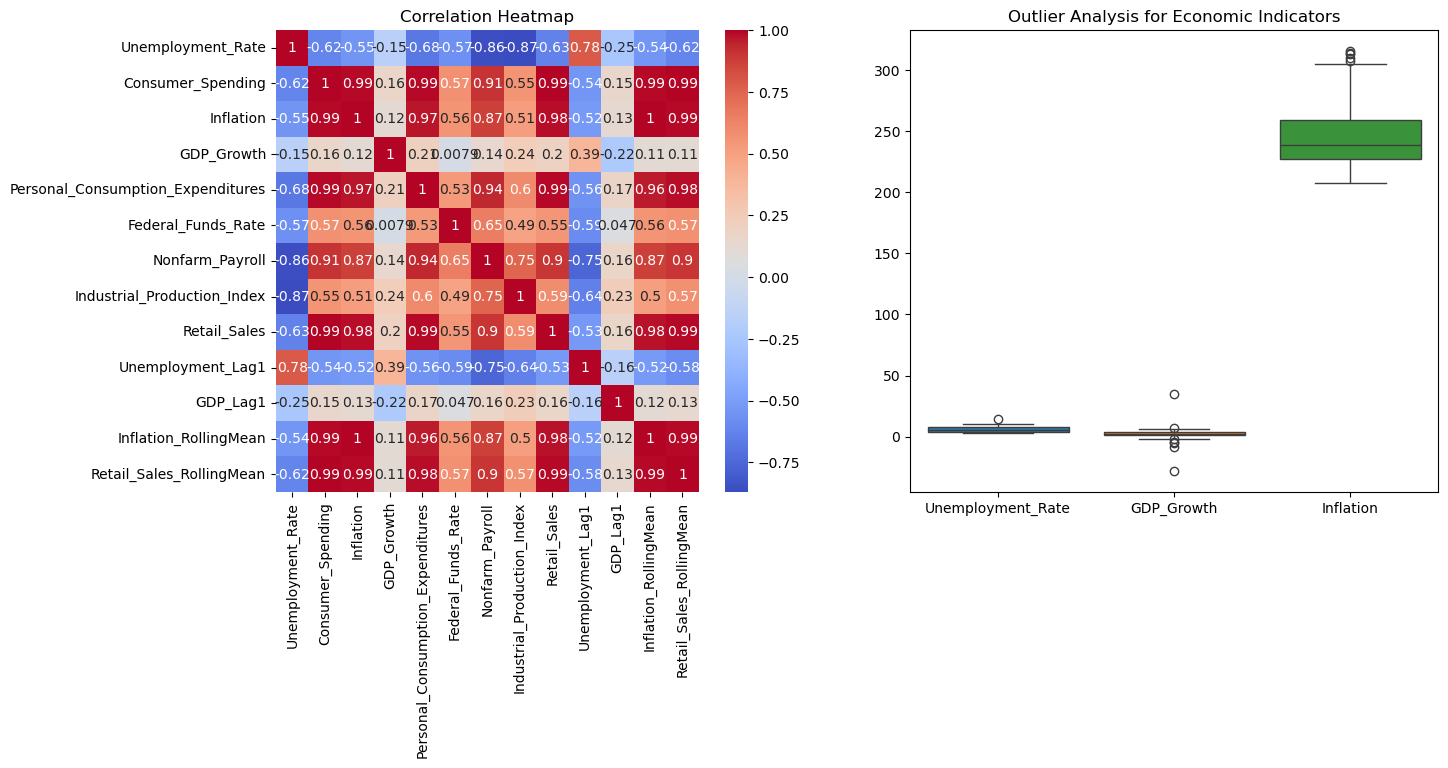 Correlation Heatmap
Unemployment_Rate 1 -0.62 -0.55 -0.15 -0.68 -0.57 -0.86 -0.87 -0.63 0.78 -0.25 -0.54 -0.62
Consumer_Spending -0.62 1 0.99 0.16 0.99 0.57 0.91 0.55 0.99 -0.54 0.15 0.99 0.99
Inflation -0.55 0.99 1 0.12 0.97 0.56 0.87 0.51 0.98 -0.52 0.13 1 0.99
GDP_Growth -0.15 0.16 0.12 1 0.21 0.0079 0.14 0.24 0.2 0.39 -0.22 0.11 0.11
Personal_Consumption_Expenditures -0.68 0.99 0.97 0.21 1 0.53 0.94 0.6 0.99 -0.56 0.17 0.96 0.98
Federal_Funds_Rate -0.57 0.57 0.56 0.0079 0.53 1 0.65 0.49 0.55 -0.59 0.047 0.56 0.57
Nonfarm_Payroll -0.86 0.91 0.87 0.14 0.94 0.65 1 0.75 0.9 -0.75 0.16 0.87 0.9
Industrial_Production_Index -0.87 0.55 0.51 0.24 0.6 0.49 0.75 1 0.59 -0.64 0.23 0.5 0.57
Retail_Sales -0.63 0.99 0.98 0.2 0.99 0.55 0.9 0.59 1 -0.53 0.16 0.98 0.99
Unemployment_Lag1 0.78 -0.54 -0.52 0.39 -0.56 -0.59 -0.75 -0.64 -0.53 1 -0.16 -0.52 -0.58
GDP_Lag1 -0.25 0.15 0.13 -0.22 0.17 0.047 0.16 0.23 0.16 -0.16 1 0.12 0.13
Inflation_RollingMean -0.54 0.99 1 0.11 0.96 0.56 0.87 0.5 0.98 -0.52 0.12 1 0.99
Retail_Sales_RollingMean -0.62 0.99 0.99 0.11 0.98 0.57 0.9 0.57 0.99 -0.58 0.13 0.99 1
Unemployment_Rate
Consumer_Spending
Inflation
GDP_Growth
Personal_Consumption_Expenditures
Federal_Funds_Rate
Nonfarm_Payroll
Industrial_Production_Index
Retail_Sales
Unemployment_Lag1
GDP_Lag1
Inflation_RollingMean
Retail_Sales_RollingMean
1.00
0.75
0.50
0.25
0.00
−0.25
−0.50
−0.75
Outlier Analysis for Economic Indicators
300
250
200
150
100
50
0
Unemployment_Rate
GDP_Growth
Inflation